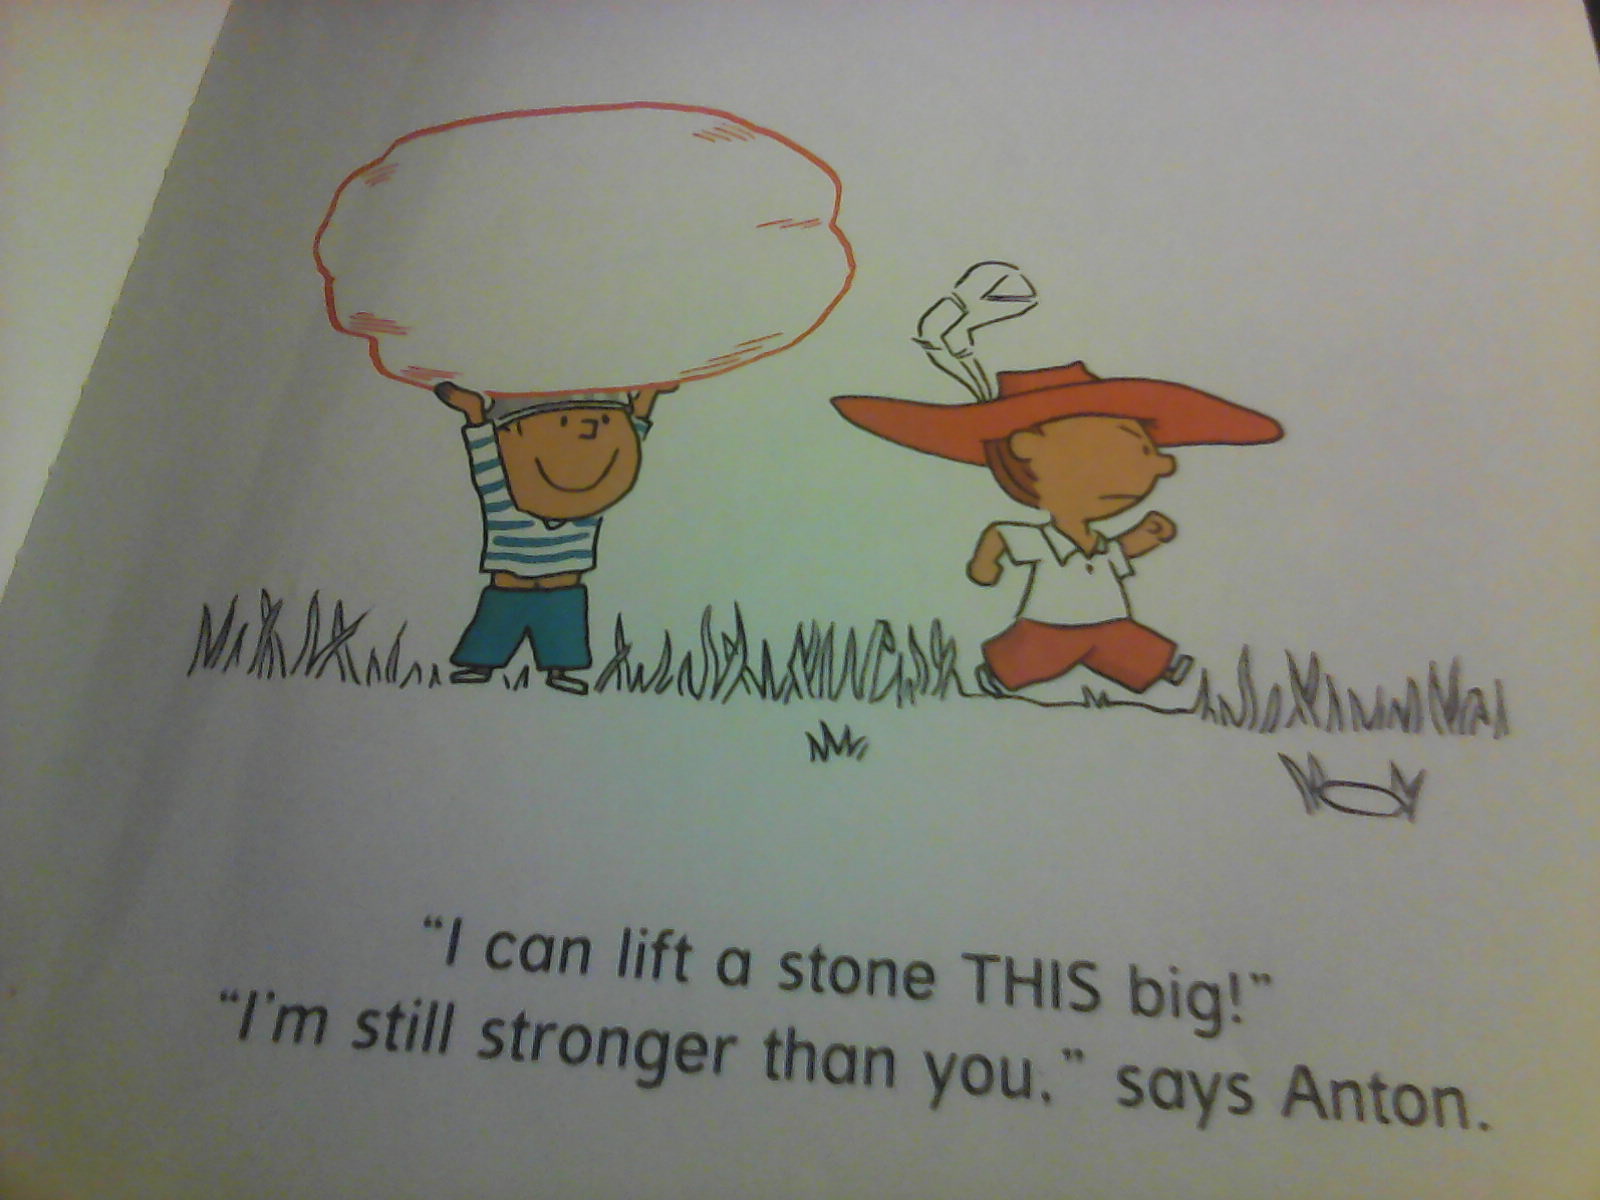 “I can lift a stone THIS big!”
“I'm still stronger than you.” says Anton.